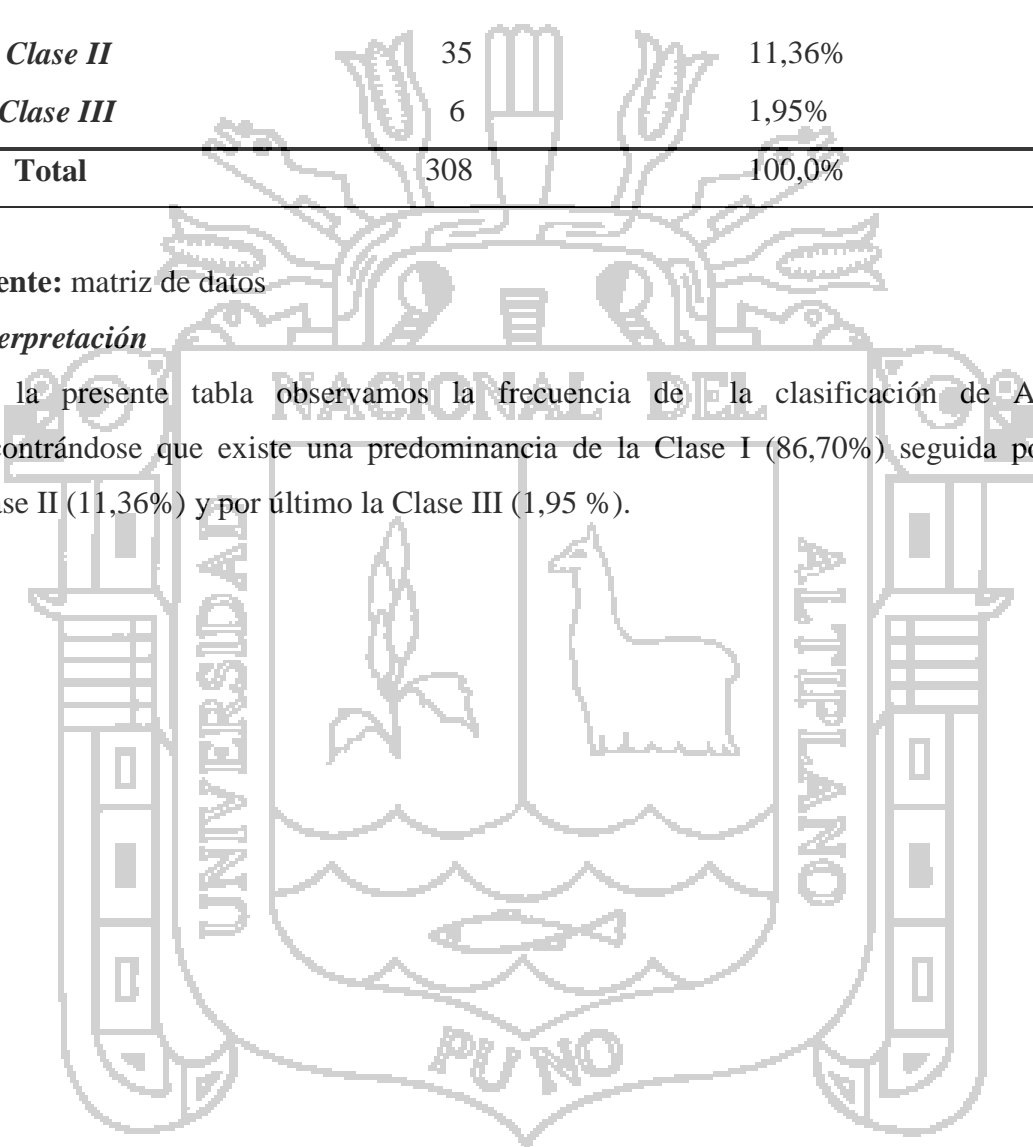 Clase II 35 11,36%
Clase III 6 1,95%
Total 308 100,0%
ente: matriz de datos
erpretación
la presente tabla observamos la frecuencia de la clasificación de A
contrándose que existe una predominancia de la Clase I (86,70%) seguida po
ase II (11,36%) y por último la Clase III (1,95 %).
NACIONAL DEL
UNIVERSIDAD
ALTIPLANO
PUNO